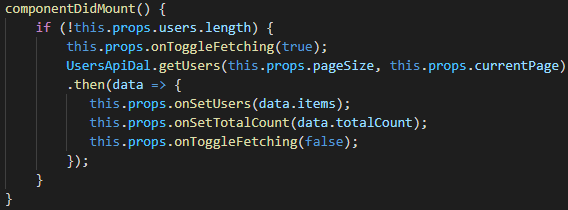 componentDidMount() {
if (!this.props.users.length) {
this.props.onToggleFetching(true);
UsersApiDal.getUsers(this.props.pageSize, this.props.currentPage)
.then(data => {
this.props.onSetUsers(data.items);
this.props.onSetTotalCount(data.totalCount);
this.props.onToggleFetching(false);
});
}
}